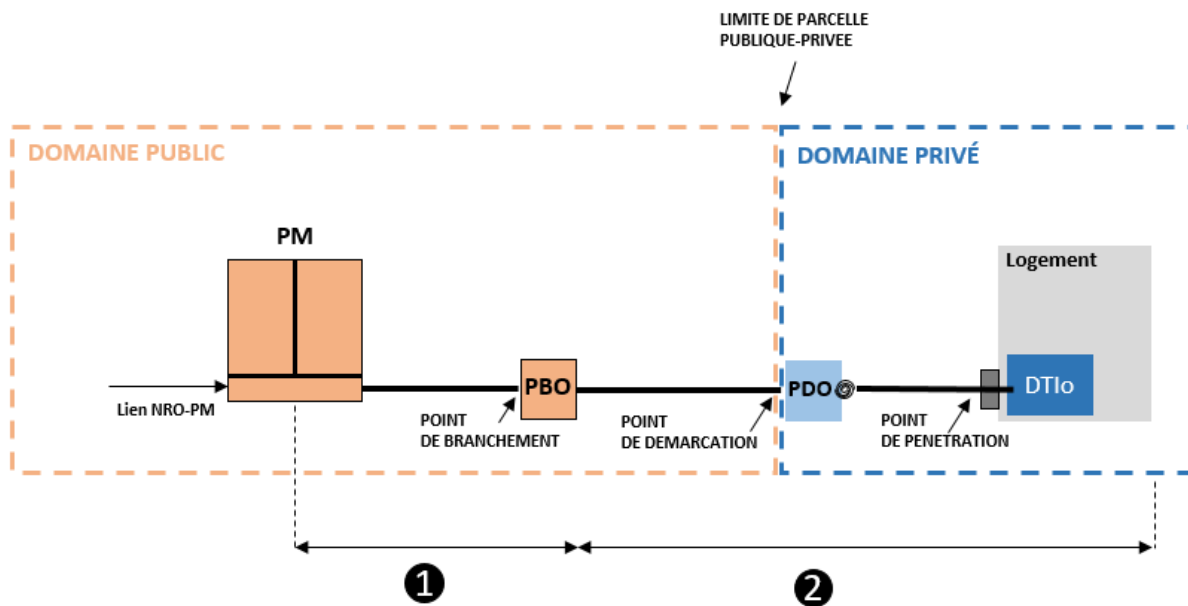 LIMITE DE PARCELLE
PUBLIQUE-PRIVEE
DOMAINE PUBLIC
DOMAINE PRIVÉ
PM
Logement
Lien NRO-PM
PBO
PDO
DTIo
POINT
DE BRANCHEMENT
POINT
DE DEMARCATION
POINT
DE PENETRATION
1
2